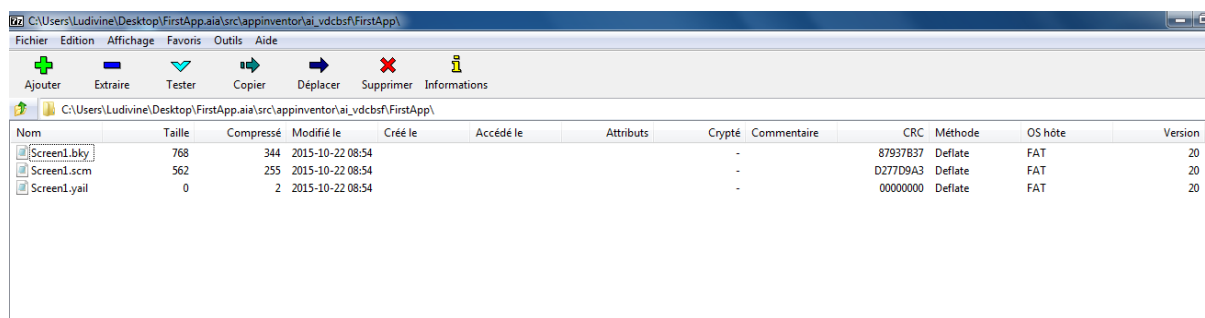 7z C:\Users\Ludivine\Desktop\FirstApp.aia\src\appinventor\ai_vdcbsf\FirstApp\
Fichier Edition Affichage Favoris Outils Aide
Ajouter Extraire Tester Copier Déplacer Supprimer Informations
C:\Users\Ludivine\Desktop\FirstApp.aia\src\appinventor\ai_vdcbsf\FirstApp\
Nom Taille Compressé Modifié le Créé le Accédé le Attributs Crypté Commentaire CRC Méthode OS hôte Version
Screen1.bky 768 344 2015-10-22 08:54 - 87937B37 Deflate FAT 20
Screen1.scm 562 255 2015-10-22 08:54 - D277D9A3 Deflate FAT 20
Screen1.yail 0 2 2015-10-22 08:54 - 00000000 Deflate FAT 20